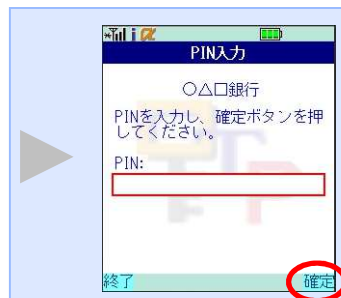 i α
PIN入力
○△□銀行
PINを入力し、確定ボタンを押
してください。
PIN:
終了
確定